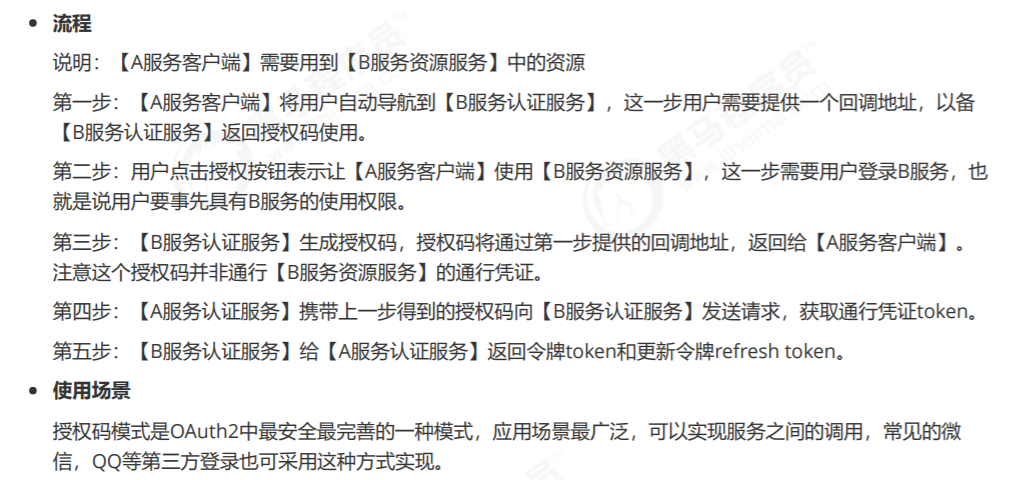 流程
说明：【A服务客户端】需要用到【B服务资源服务】中的资源
第一步：【A服务客户端】将用户自动导航到【B服务认证服务】，这一步用户需要提供一个回调地址，以备
【B服务认证服务】返回授权码使用。
第二步：用户点击授权按钮表示让【A服务客户端】使用【B服务资源服务】，这一步需要用户登录B服务，也
就是说用户要事先具有B服务的使用权限。
第三步：【B服务认证服务】生成授权码，授权码将通过第一步提供的回调地址，返回给【A服务客户端】。
注意这个授权码并非通行【B服务资源服务】的通行凭证。
第四步：【A服务认证服务】携带上一步得到的授权码向【B服务认证服务】发送请求，获取通行凭证token。
第五步：【B服务认证服务】给【A服务认证服务】返回令牌token和更新令牌refresh token。
使用场景
授权码模式是OAuth2中最安全最完善的一种模式，应用场景最广泛，可以实现服务之间的调用，常见的微
信，QQ等第三方登录也可采用这种方式实现。
黑马程序员
www.itheima.com